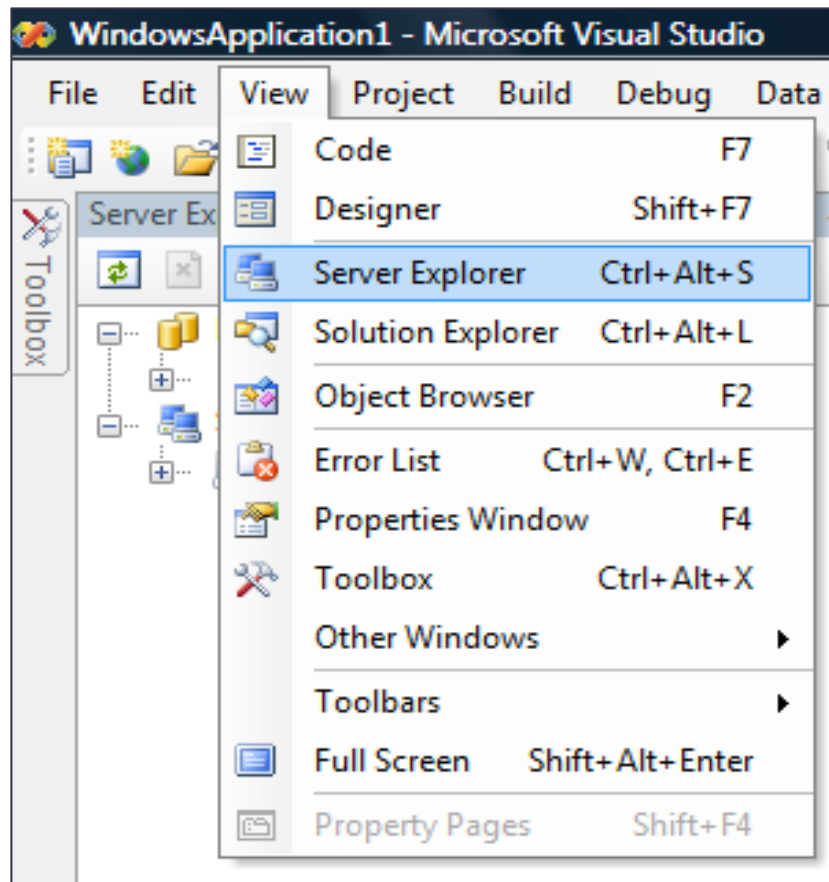 WindowsApplication1 - Microsoft Visual Studio
File Edit View Project Build Debug Data
Server Ex
Toolbox
Code F7
Designer Shift+F7
Server Explorer Ctrl+Alt+S
Solution Explorer Ctrl+Alt+L
Object Browser F2
Error List Ctrl+W, Ctrl+E
Properties Window F4
Toolbox Ctrl+Alt+X
Other Windows
Toolbars
Full Screen Shift+Alt+Enter
Property Pages Shift+F4